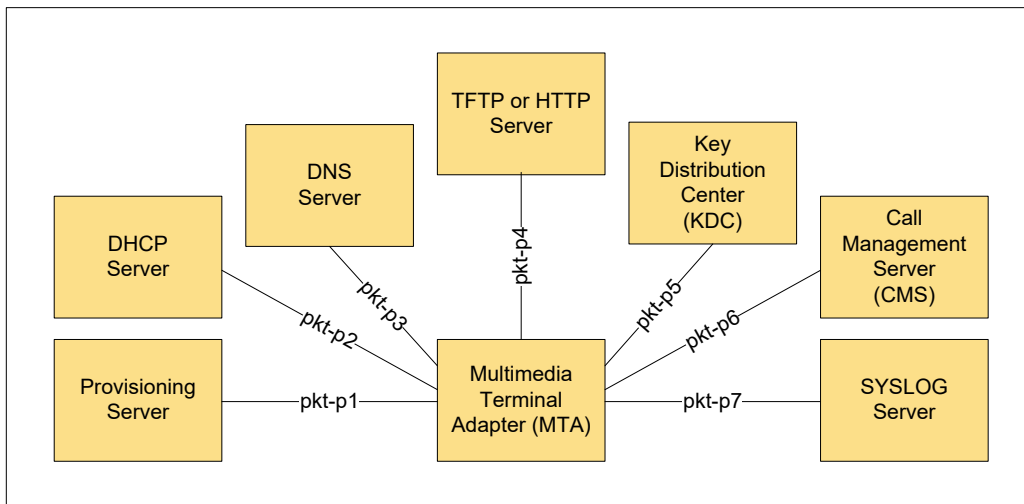 TFTP or HTTP
Server
DNS
Server
Key
Distribution
Center
(KDC)
DHCP
Server
Call
Management
Server
(CMS)
pkt-p4
pkt-p3
pkt-p5
pkt-p2
pkt-p6
Provisioning
Server
pkt-p1
Multimedia
Terminal
Adapter (MTA)
pkt-p7
SYSLOG
Server